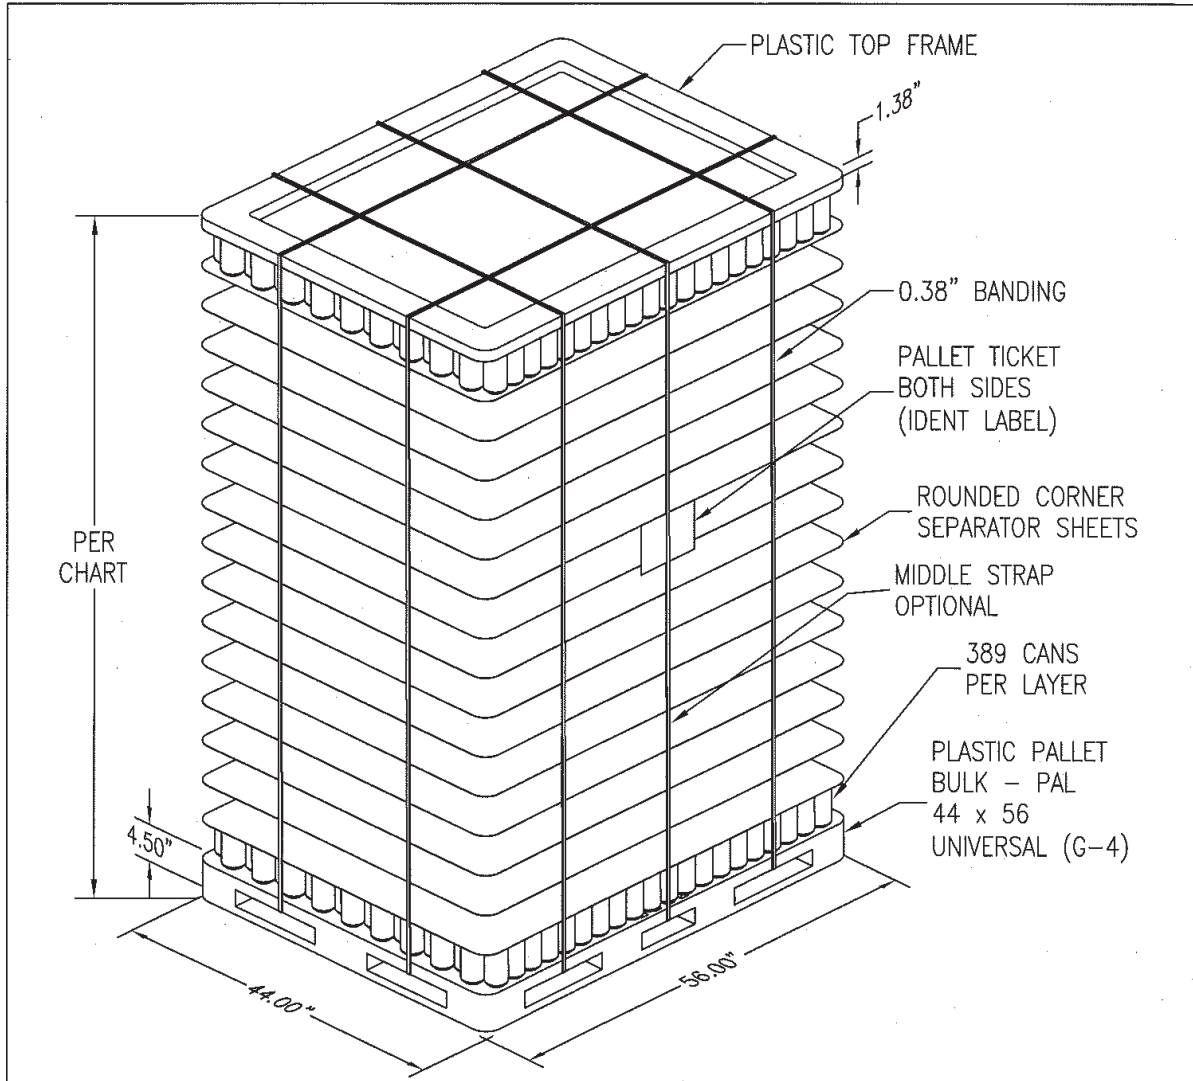 PLASTIC TOP FRAME
1.38"
0.38" BANDING
PALLET TICKET
BOTH SIDES
(IDENT LABEL)
ROUNDED CORNER
SEPARATOR SHEETS
PER
CHART
MIDDLE STRAP
OPTIONAL
389 CANS
PER LAYER
PLASTIC PALLET
BULK - PAL
44 x 56
UNIVERSAL (G-4)
4.50"
44.00"
56.00"